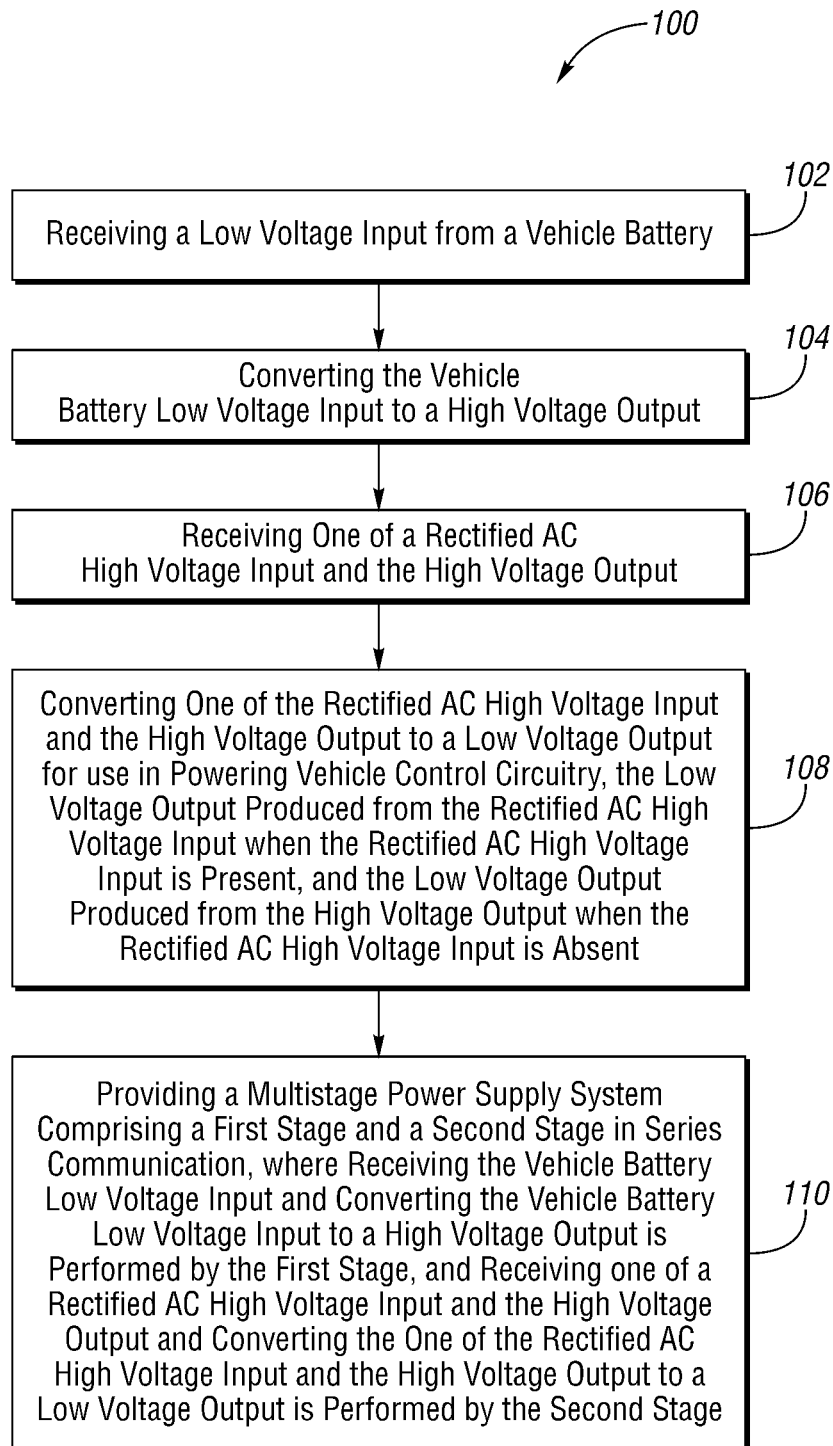 100
102
Receiving a Low Voltage Input from a Vehicle Battery
104
Converting the Vehicle
Battery Low Voltage Input to a High Voltage Output
106
Receiving One of a Rectified AC
High Voltage Input and the High Voltage Output
Converting One of the Rectified AC High Voltage Input
and the High Voltage Output to a Low Voltage Output
for use in Powering Vehicle Control Circuitry, the Low
Voltage Output Produced from the Rectified AC High
Voltage Input when the Rectified AC High Voltage
Input is Present, and the Low Voltage Output
Produced from the High Voltage Output when the
Rectified AC High Voltage Input is Absent
108
Providing a Multistage Power Supply System
Comprising a First Stage and a Second Stage in Series
Communication, where Receiving the Vehicle Battery
Low Voltage Input and Converting the Vehicle Battery
Low Voltage Input to a High Voltage Output is
Performed by the First Stage, and Receiving one of a
Rectified AC High Voltage Input and the High Voltage
Output and Converting the One of the Rectified AC
High Voltage Input and the High Voltage Output to a
Low Voltage Output is Performed by the Second Stage
110